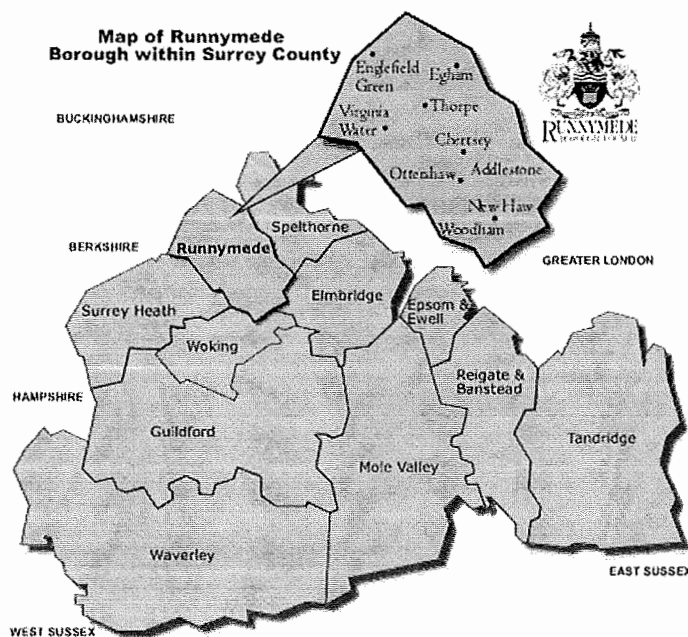 Map of Runnymede
Borough within Surrey County
Englefield
Green
Egham
Thorpe
Virginia
Water
Chertsey
Ottershaw
Addlestone
New Haw
Woodham
RUNNYMEDE
BOROUGH COUNCIL
BUCKINGHAMSHIRE
BERKSHIRE
GREATER LONDON
HAMPSHIRE
EAST SUSSEX
WEST SUSSEX
Spelthorne
Runnymede
Surrey Heath
Elmbridge
Epsom &
Ewell
Woking
Reigate &
Banstead
Guildford
Mole Valley
Tandridge
Waverley